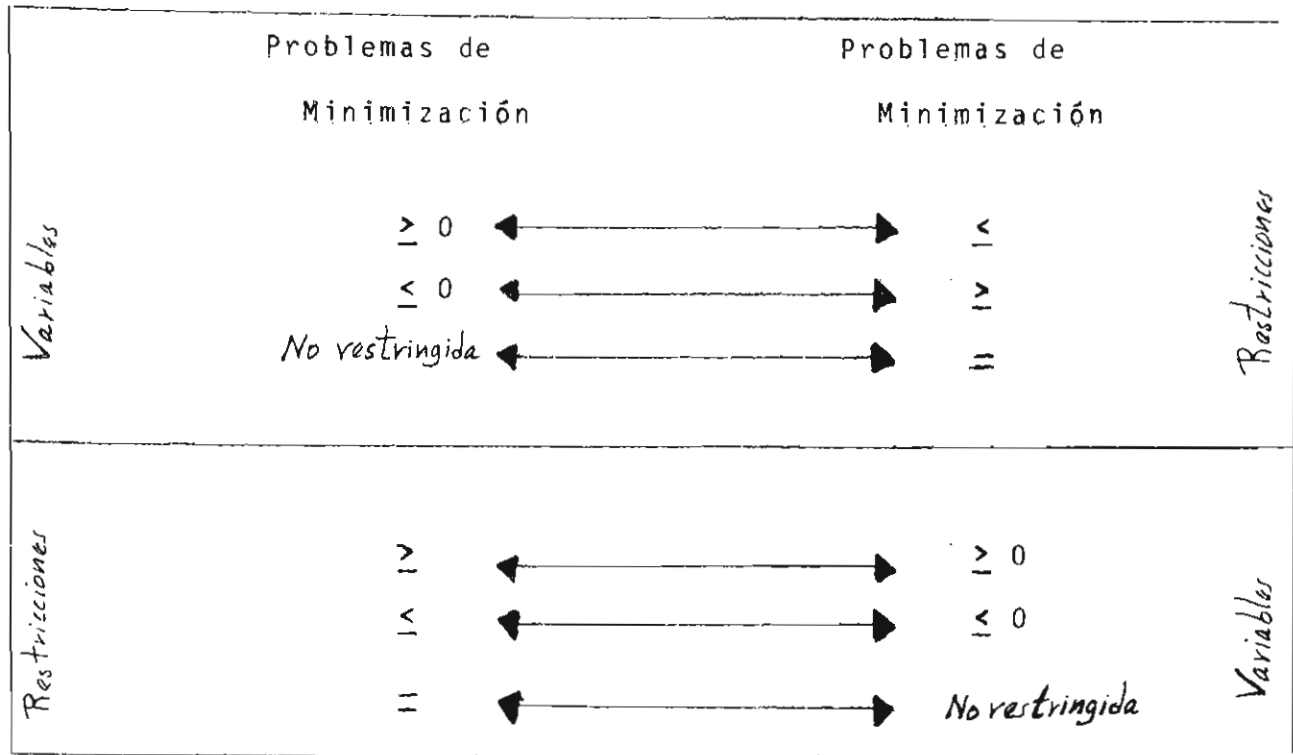 Problemas de Problemas de
Minimización Minimización
Variables
Restricciones
≥ 0 ≤
≤ 0 ≥
No restringida =
Restricciones
Variables
≥ ≥ 0
≤ ≤ 0
= No restringida